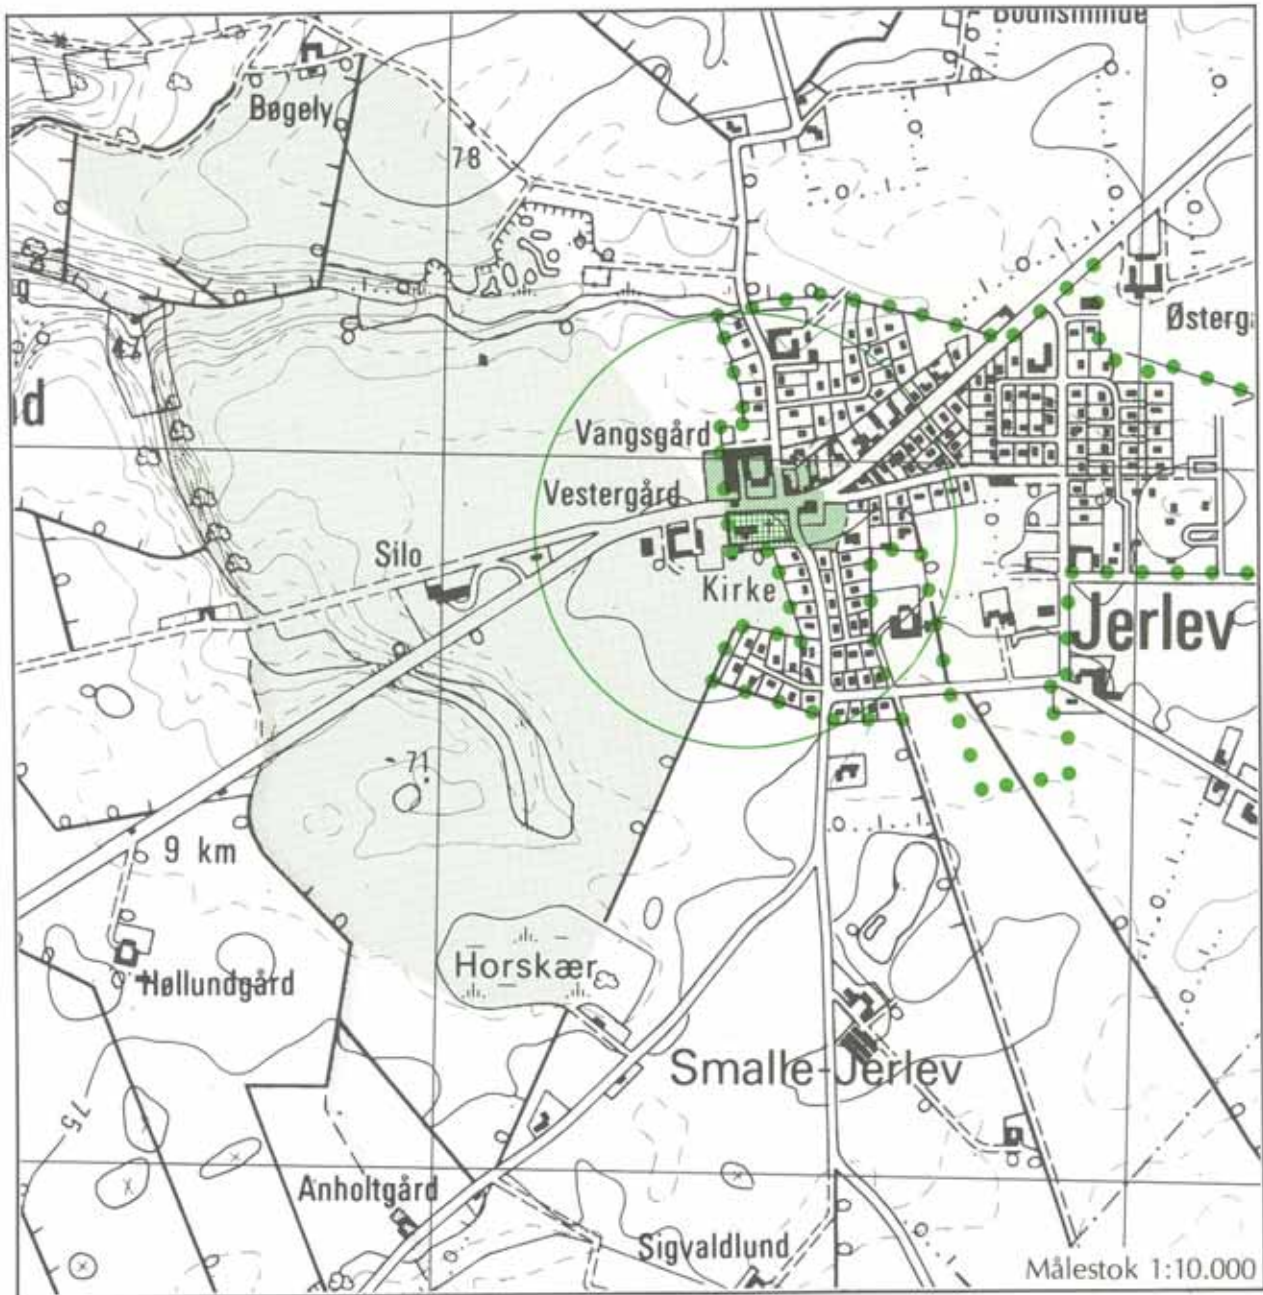 Bøgely
78
Østerg
Vangsgård
Vestergård
Silo
Kirke
Jerlev
71
9 km
Horskær
Høllundgård
Smalle-Jerlev
75
Anholtgård
Sigvaldlund
Målestok 1:10.000